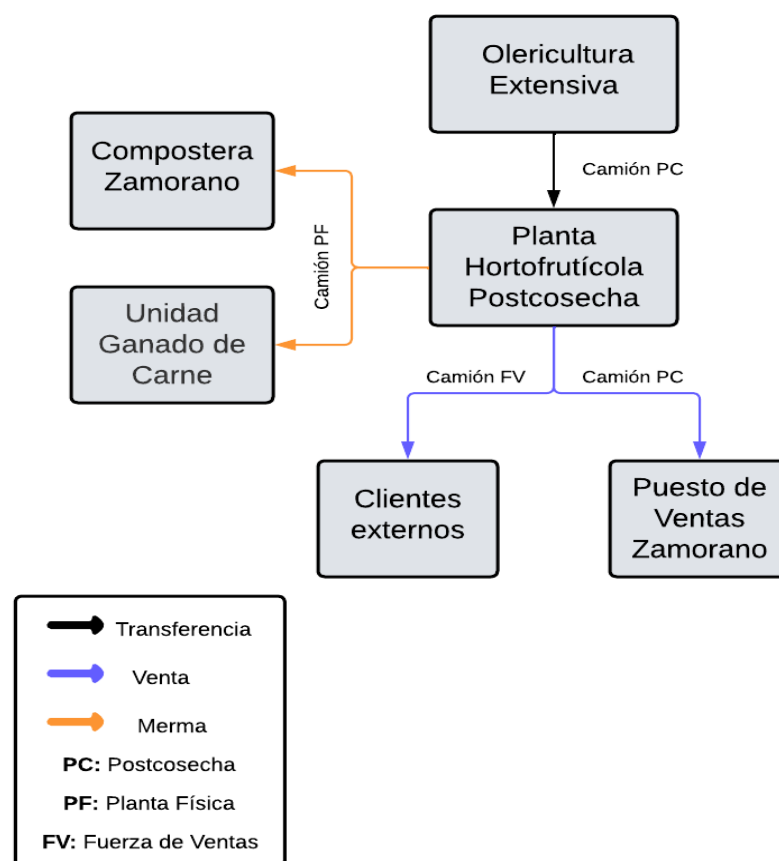 Olericultura
Extensiva
Camión PC
Compostera
Zamorano
Camión PF
Planta
Hortofrutícola
Postcosecha
Unidad
Ganado de
Carne
Camión FV
Camión PC
Clientes
externos
Puesto de
Ventas
Zamorano
Transferencia
Venta
Merma
PC: Postcosecha
PF: Planta Física
FV: Fuerza de Ventas